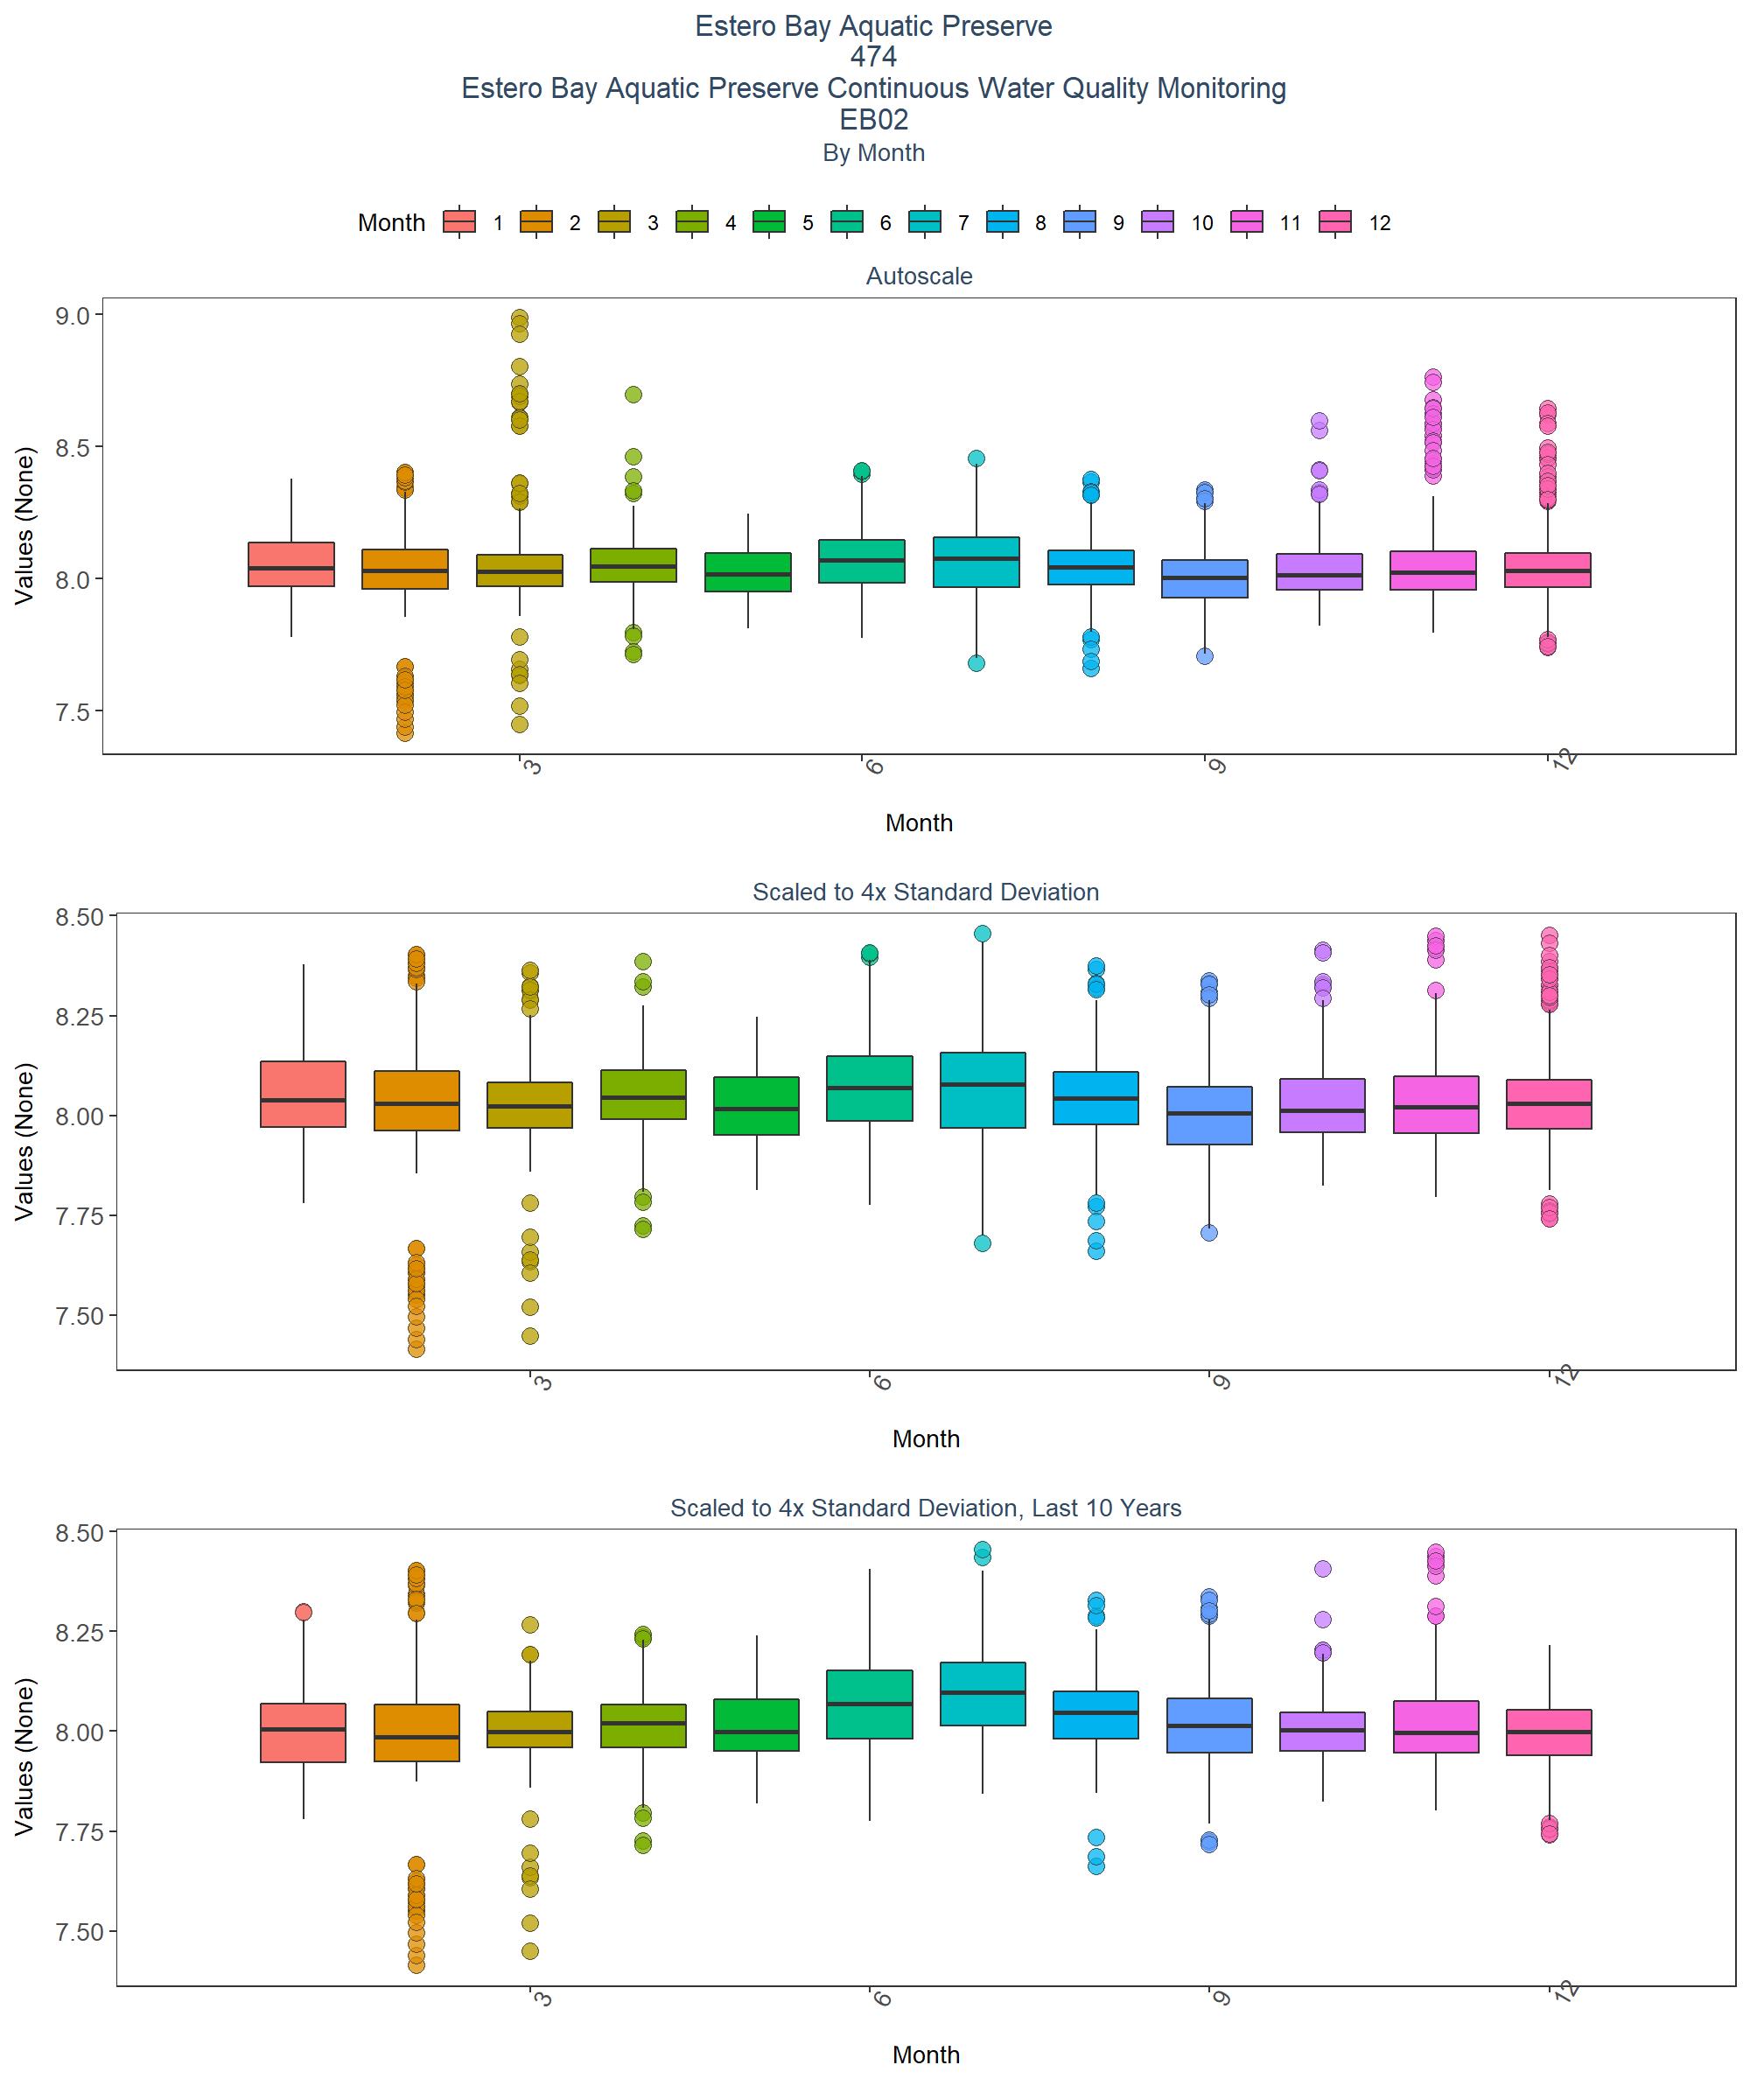 Estero Bay Aquatic Preserve
474
Estero Bay Aquatic Preserve Continuous Water Quality Monitoring
EB02
By Month
Month 1 2 3 4 5 6 7 8 9 10 11 12
Autoscale
9.0
8.5
8.0
7.5
Values (None)
3 6 9 12
Month
Scaled to 4x Standard Deviation
8.50
8.25
8.00
7.75
7.50
Values (None)
3 6 9 12
Month
Scaled to 4x Standard Deviation, Last 10 Years
8.50
8.25
8.00
7.75
7.50
Values (None)
3 6 9 12
Month